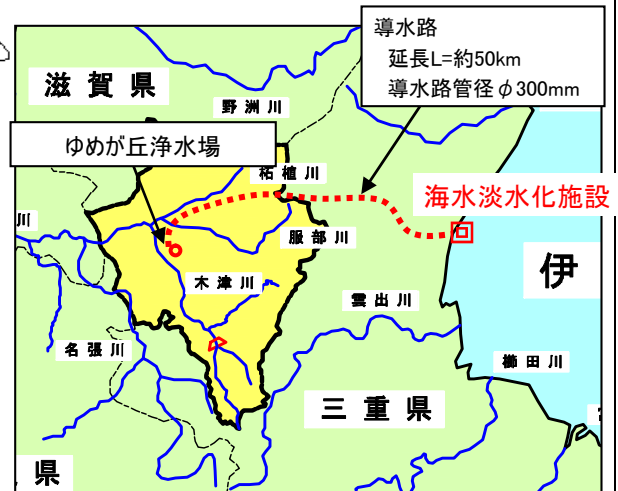 導水路
延長L=約50km
導水路管径φ300mm
滋賀県
野洲川
ゆめが丘浄水場
柘植川
海水淡水化施設
川
服部川
伊
木津川
雲出川
名張川
櫛田川
三重県
県